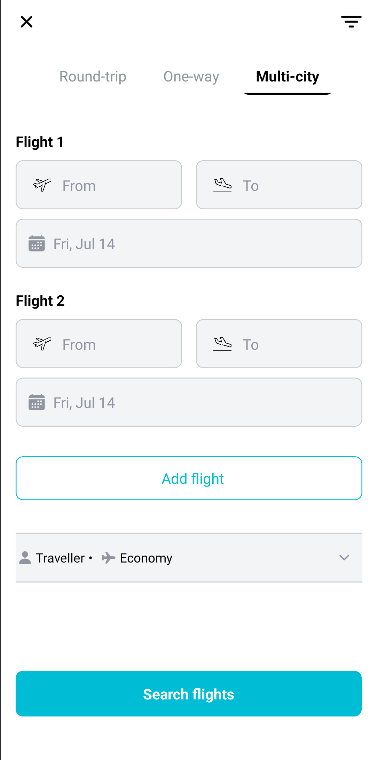 Round-trip One-way Multi-city
Flight 1
From To
Fri, Jul 14
Flight 2
From To
Fri, Jul 14
Add flight
Traveller • Economy
Search flights